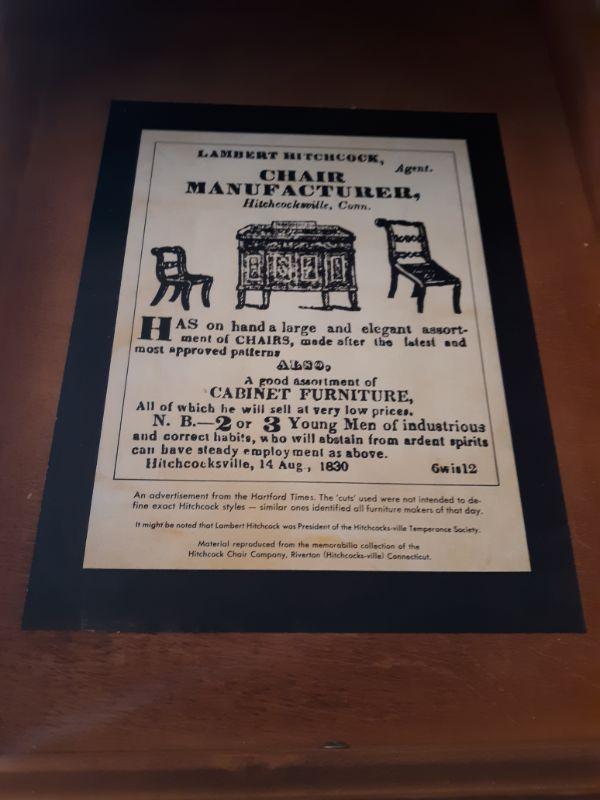 LAMBERT HITCHCOCK,
Agent.
CHAIR
MANUFACTURER,
Hitchcocksville, Conn.
HAS on hand a large and elegant assort-
ment of CHAIRS, made after the latest and
most approved patterns
ALSO,
A good assortment of
CABINET FURNITURE,
All of which he will sell at very low prices.
N. B.—2 or 3 Young Men of industrious
and correct habits, who will abstain from ardent spirits
can have steady employment as above.
Hitchcocksville, 14 Aug, 1830 6wis12
An advertisement from the Hartford Times. The 'cuts' used were not intended to de-
fine exact Hitchcock styles — similar ones identified all furniture makers of that day.
It might be noted that Lambert Hitchcock was President of the Hitchcocks-ville Temperance Society.
Material reproduced from the memorabilia collection of the
Hitchcock Chair Company, Riverton (Hitchcocks-ville) Connecticut.